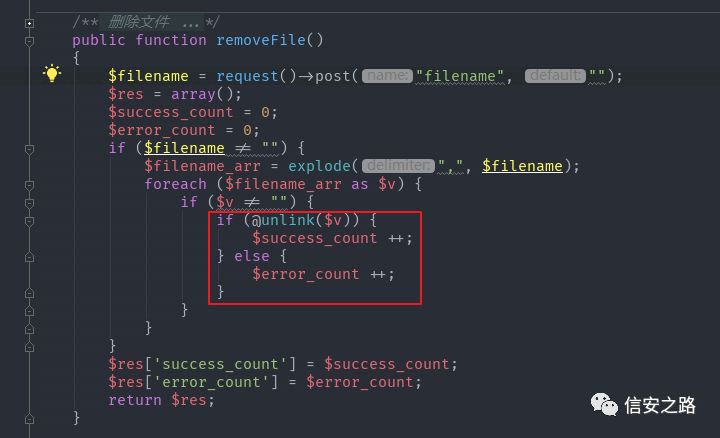 /** 删除文件 ...*/
public function removeFile()
{
$filename = request()→post( name: "filename", default: "");
$res = array();
$success_count = 0;
$error_count = 0;
if ($filename ≠ "") {
$filename_arr = explode( delimiter: ",", $filename);
foreach ($filename_arr as $v) {
if ($v ≠ "") {
if (@unlink($v)) {
$success_count ++;
} else {
$error_count ++;
}
}
}
}
$res['success_count'] = $success_count;
$res['error_count'] = $error_count;
return $res;
}
信安之路